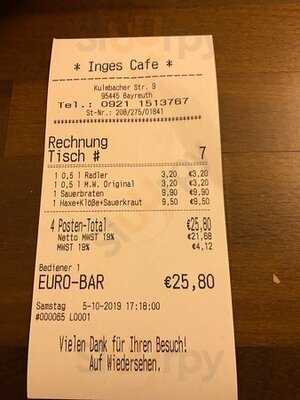 * Inges Cafe *
Kulmbacher Str. 9
95445 Bayreuth
Tel.: 0921 1513767
St-Nr.: 208/275/01841
Rechnung
Tisch # 7
1 0,5 l Radler 3,20 €3,20
1 0,5 l M.W. Original 3,20 €3,20
1 Sauerbraten 9,90 €9,90
1 Haxe+Klöße+Sauerkraut 9,50 €9,50
4 Posten-Total €25,80
Netto MWST 19% €21,68
MWST 19% €4,12
Bediener 1
EURO-BAR €25,80
Samstag 5-10-2019 17:18:00
#000065 L0001
Vielen Dank für Ihren Besuch!
Auf Wiedersehen.